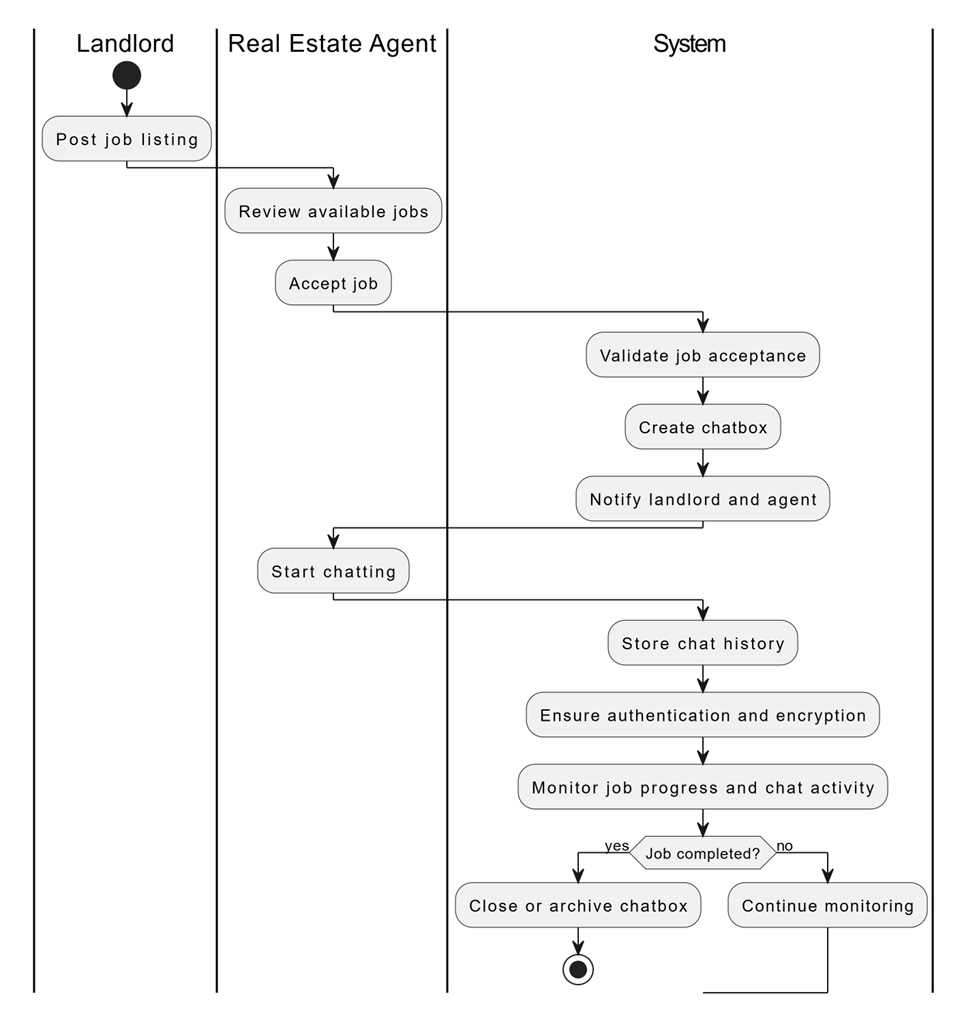 Landlord
Real Estate Agent
System
Post job listing
Review available jobs
Accept job
Validate job acceptance
Create chatbox
Notify landlord and agent
Start chatting
Store chat history
Ensure authentication and encryption
Monitor job progress and chat activity
yes
Job completed?
no
Close or archive chatbox
Continue monitoring